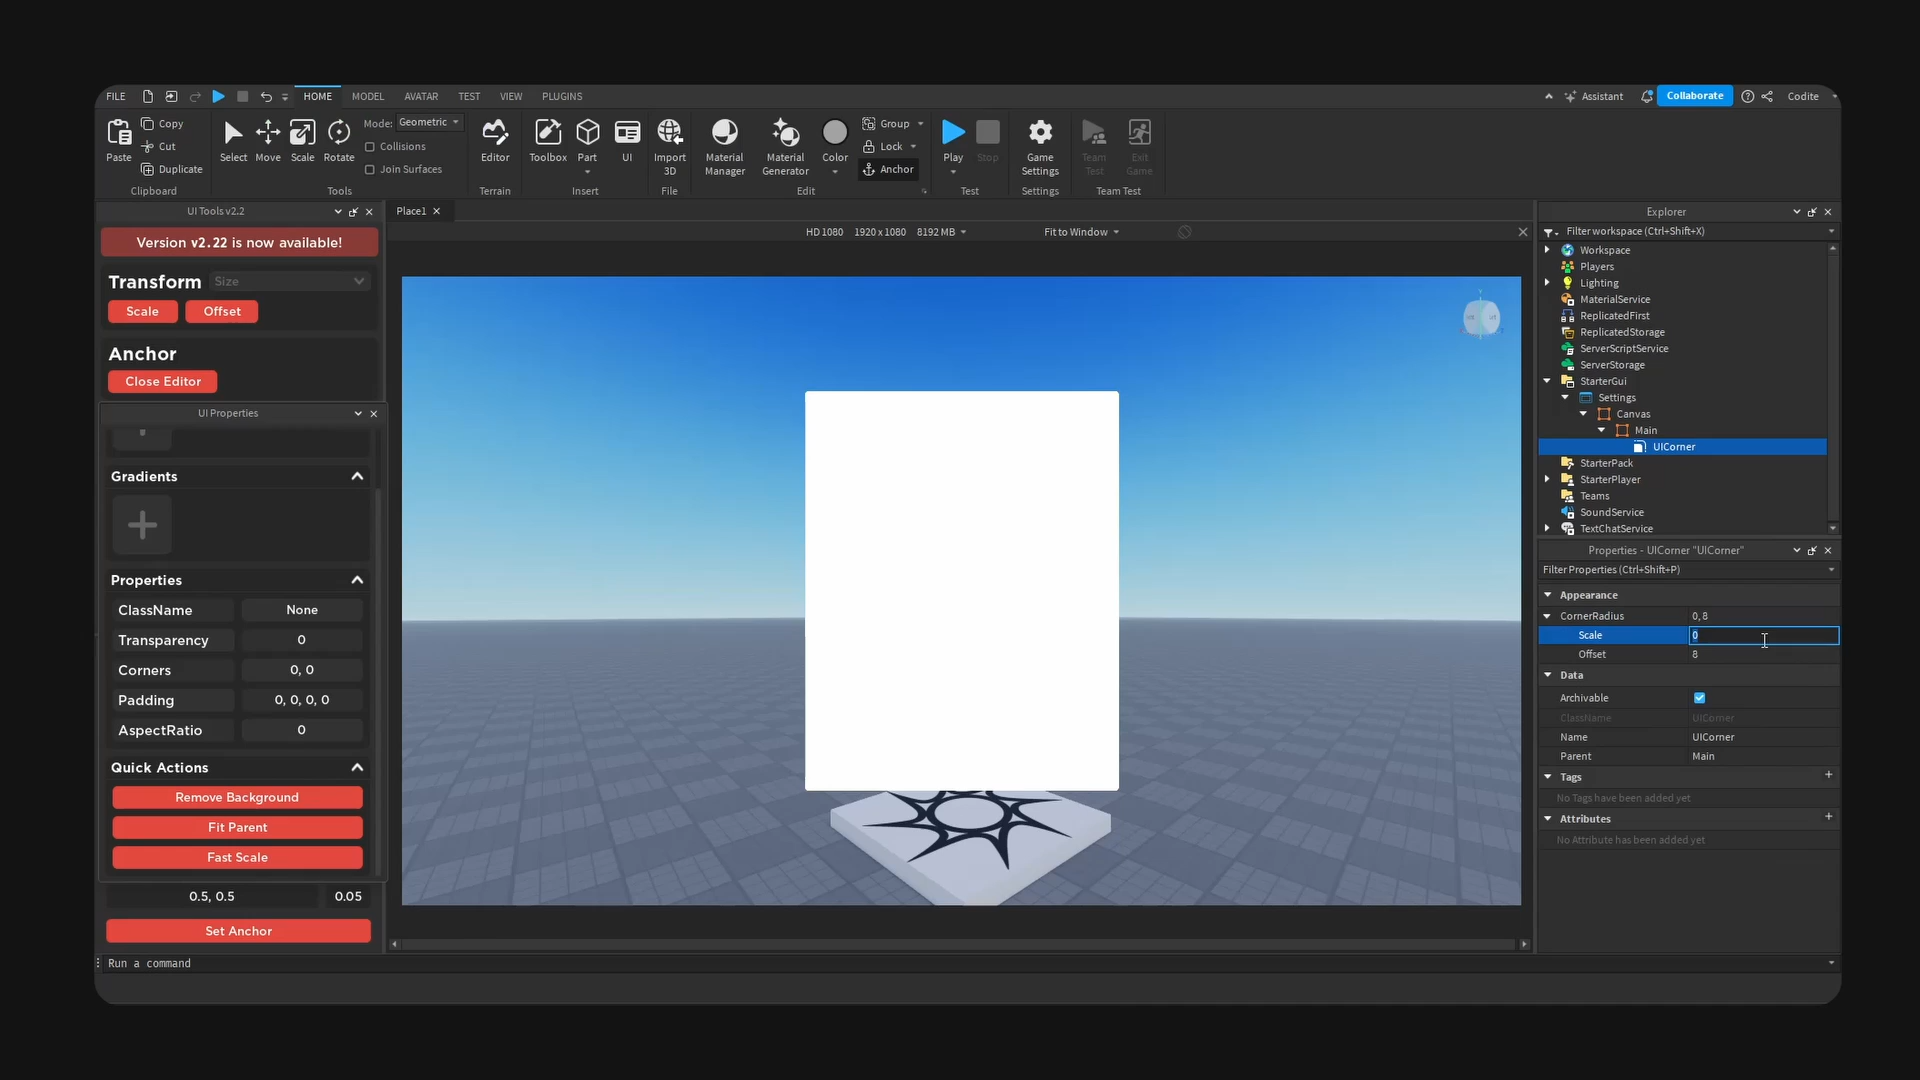 FILE
HOME
MODEL
AVATAR
TEST
VIEW
PLUGINS
Assistant
Collaborate
Codite
Paste
Copy
Cut
Duplicate
Clipboard
Select
Move
Scale
Rotate
Mode: Geometric
Collisions
Join Surfaces
Tools
Editor
Terrain
Toolbox
Part
UI
Insert
Import
3D
File
Material
Manager
Material
Generator
Color
Group
Lock
Anchor
Edit
Play
Stop
Test
Game
Settings
Settings
Team
Test
Exit
Game
Team Test
UI Tools v2.2
Version v2.22 is now available!
Transform Size
Scale Offset
Anchor
Close Editor
UI Properties
Gradients
Properties
ClassName None
Transparency 0
Corners 0, 0
Padding 0, 0, 0, 0
AspectRatio 0
Quick Actions
Remove Background
Fit Parent
Fast Scale
0.5, 0.5 0.05
Set Anchor
Run a command
Place1
HD 1080 1920 x 1080 8192 MB
Fit to Window
Explorer
Filter workspace (Ctrl+Shift+X)
Workspace
Players
Lighting
MaterialService
ReplicatedFirst
ReplicatedStorage
ServerScriptService
ServerStorage
StarterGui
Settings
Canvas
Main
UICorner
StarterPack
StarterPlayer
Teams
SoundService
TextChatService
Properties - UICorner "UICorner"
Filter Properties (Ctrl+Shift+P)
Appearance
CornerRadius 0, 8
Scale 0
Offset 8
Data
Archivable
ClassName UICorner
Name UICorner
Parent Main
Tags
No Tags have been added yet
Attributes
No Attribute has been added yet